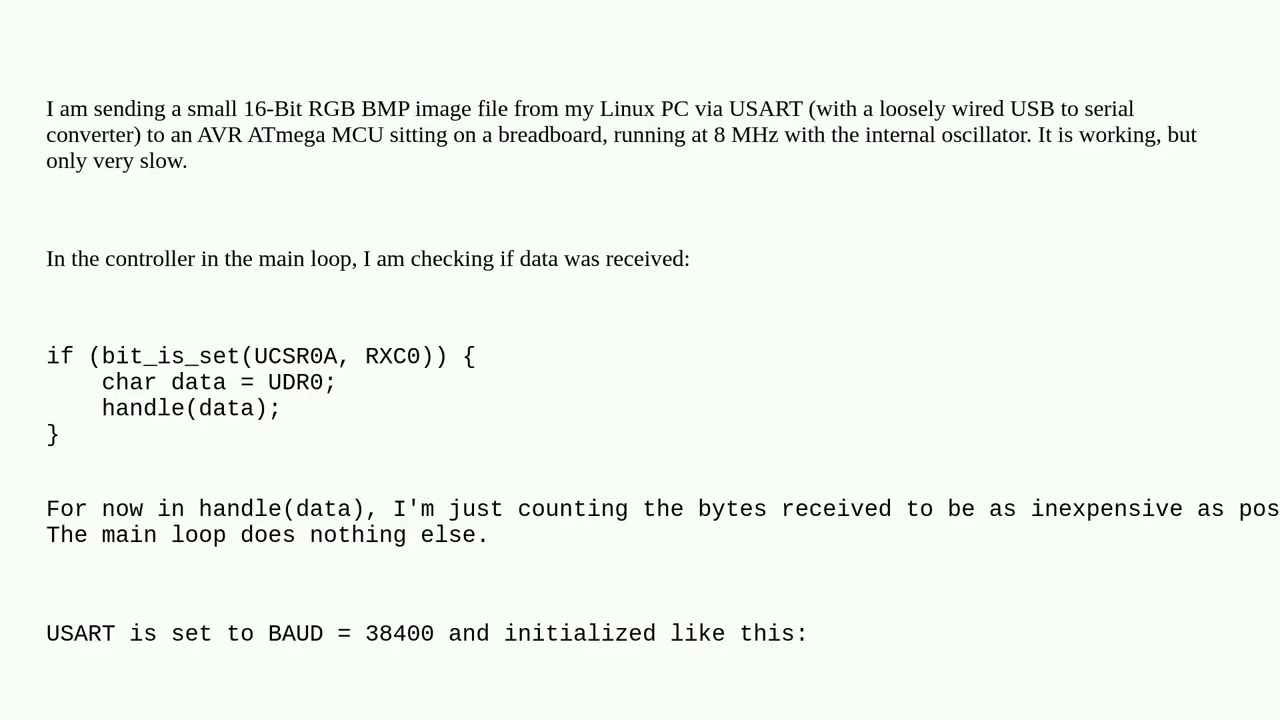 I am sending a small 16-Bit RGB BMP image file from my Linux PC via USART (with a loosely wired USB to serial
converter) to an AVR ATmega MCU sitting on a breadboard, running at 8 MHz with the internal oscillator. It is working, but
only very slow.
In the controller in the main loop, I am checking if data was received:
if (bit_is_set(UCSR0A, RXC0)) {
    char data = UDR0;
    handle(data);
}
For now in handle(data), I'm just counting the bytes received to be as inexpensive as pos
The main loop does nothing else.
USART is set to BAUD = 38400 and initialized like this: